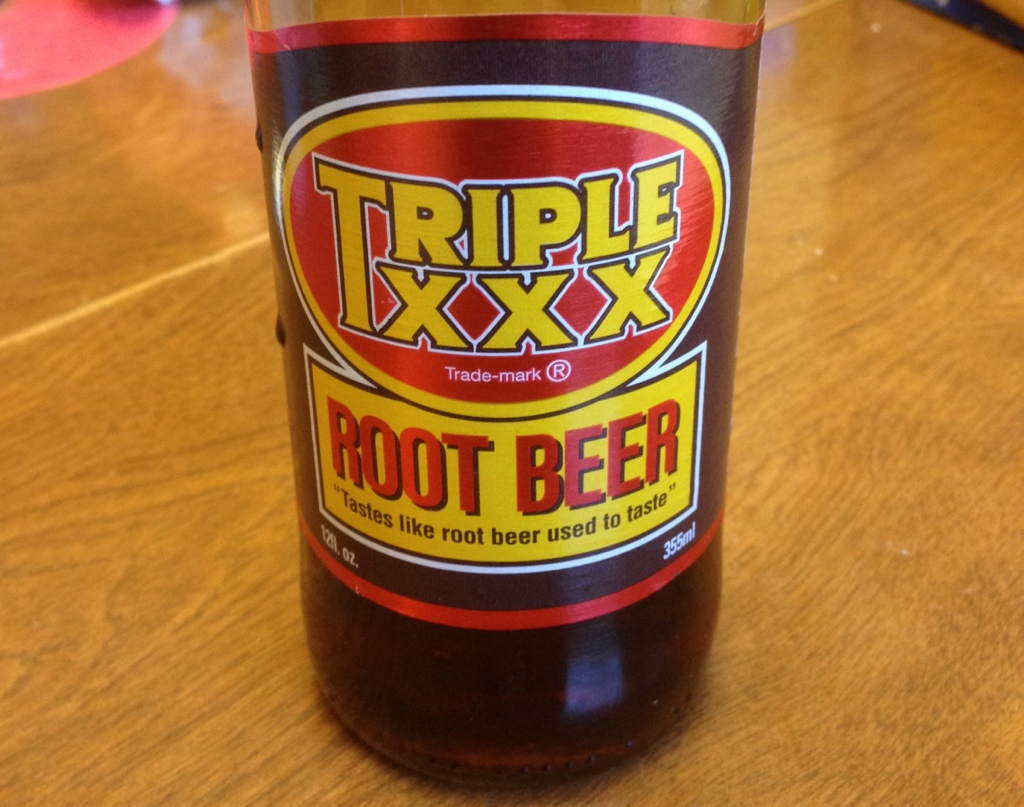 TRIPLE
XXX
Trade-mark ®
ROOT BEER
"Tastes like root beer used to taste"
12fl. oz.
355ml